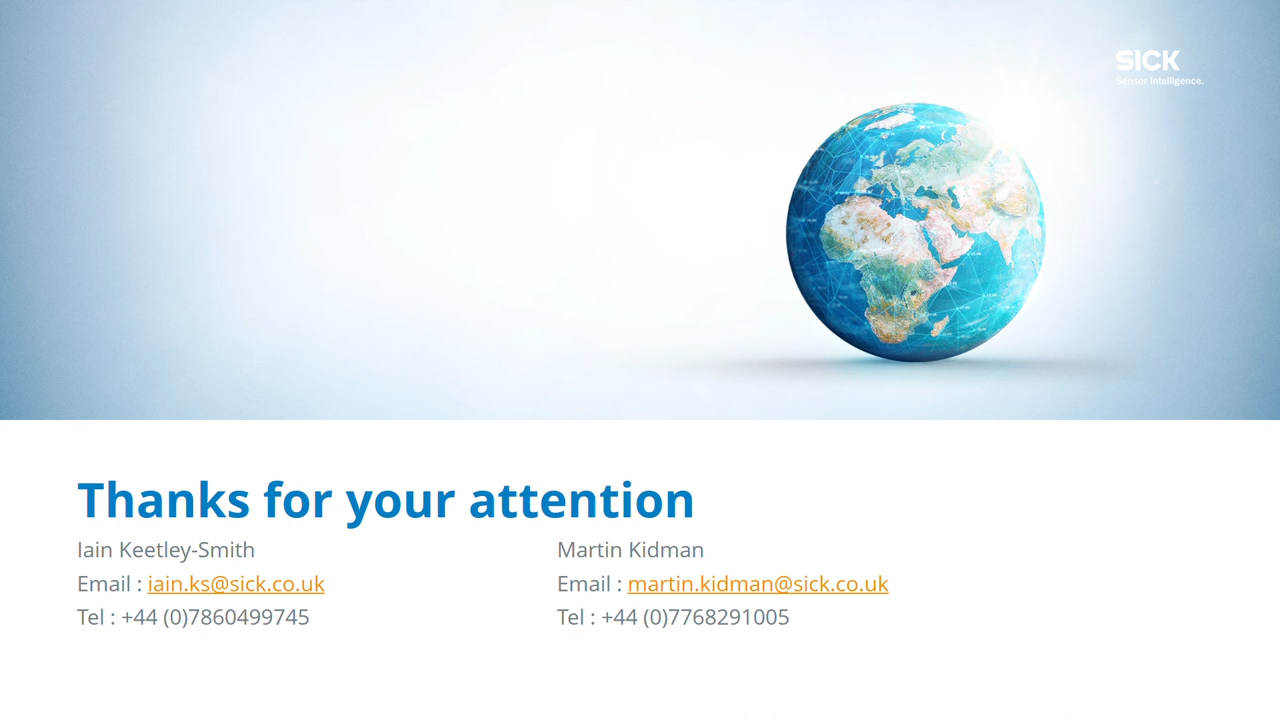 SICK
Sensor Intelligence.
Thanks for your attention
Iain Keetley-Smith
Email : iain.ks@sick.co.uk
Tel : +44 (0)7860499745
Martin Kidman
Email : martin.kidman@sick.co.uk
Tel : +44 (0)7768291005